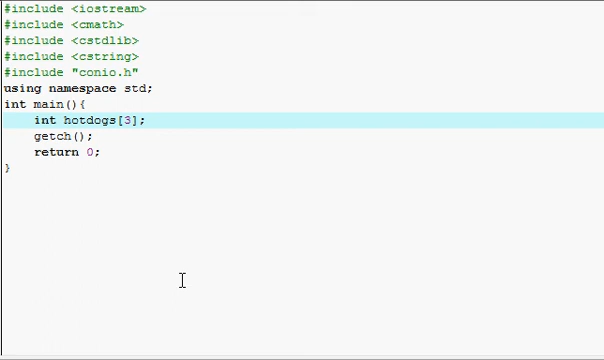 #include <iostream>
#include <cmath>
#include <cstdlib>
#include <cstring>
#include "conio.h"
using namespace std;
int main(){
    int hotdogs[3];
    getch();
    return 0;
}